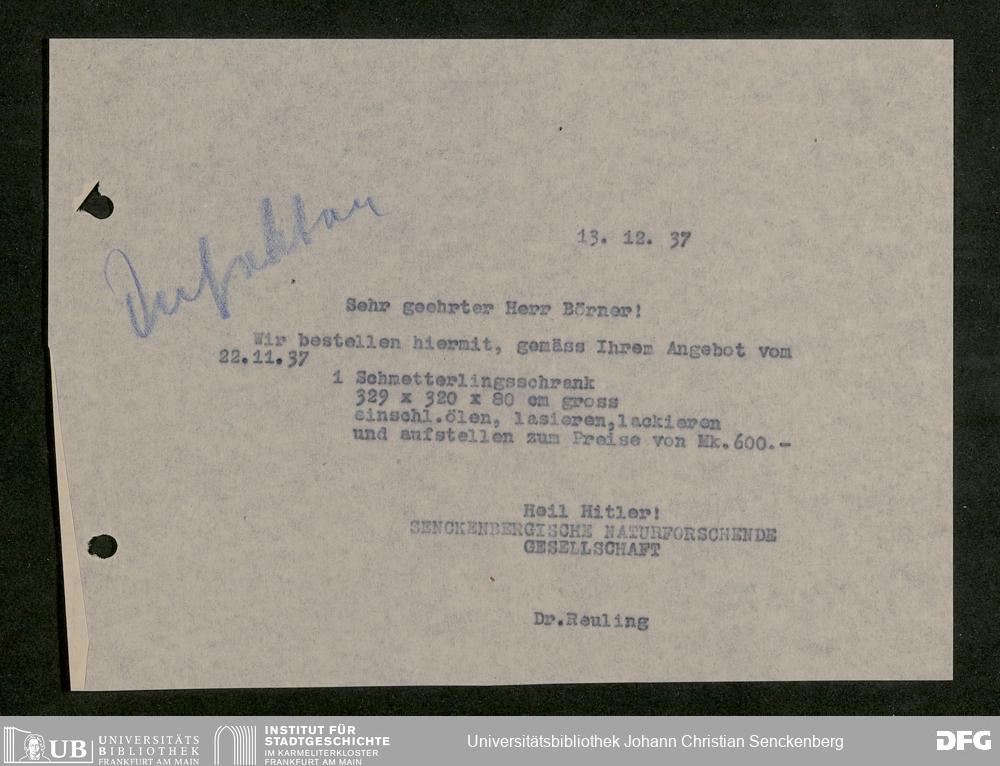 13. 12. 37
Sehr geehrter Herr Börner!
Wir bestellen hiermit, gemäss Ihrem Angebot vom
22.11.37
1 Schmetterlingsschrank
329 x 320 x 80 cm gross
einschl.ölen, lasieren,lackieren
und aufstellen zum Preise von Mk.600.-
Heil Hitler!
SENCKENBERGISCHE NATURFORSCHENDE
GESELLSCHAFT
Dr.Reuling
UB UNIVERSITÄTS
BIBLIOTHEK
FRANKFURT AM MAIN
INSTITUT FÜR
STADTGESCHICHTE
IM KARMELITERKLOSTER
FRANKFURT AM MAIN
Universitätsbibliothek Johann Christian Senckenberg
DFG